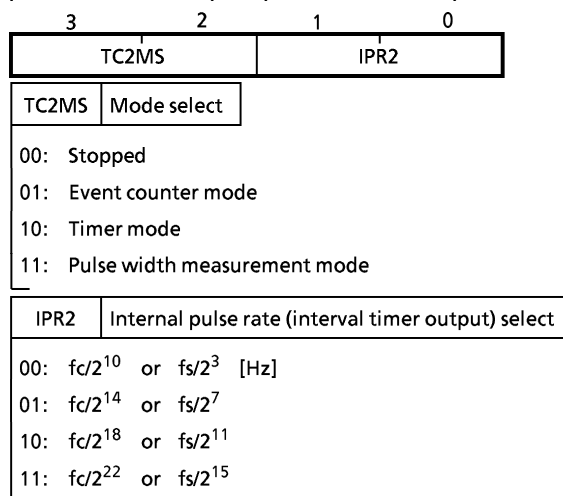 3 2 1 0
TC2MS IPR2
TC2MS Mode select
00: Stopped
01: Event counter mode
10: Timer mode
11: Pulse width measurement mode
IPR2 Internal pulse rate (interval timer output) select
00: fc/2^10 or fs/2^3 [Hz]
01: fc/2^14 or fs/2^7
10: fc/2^18 or fs/2^11
11: fc/2^22 or fs/2^15